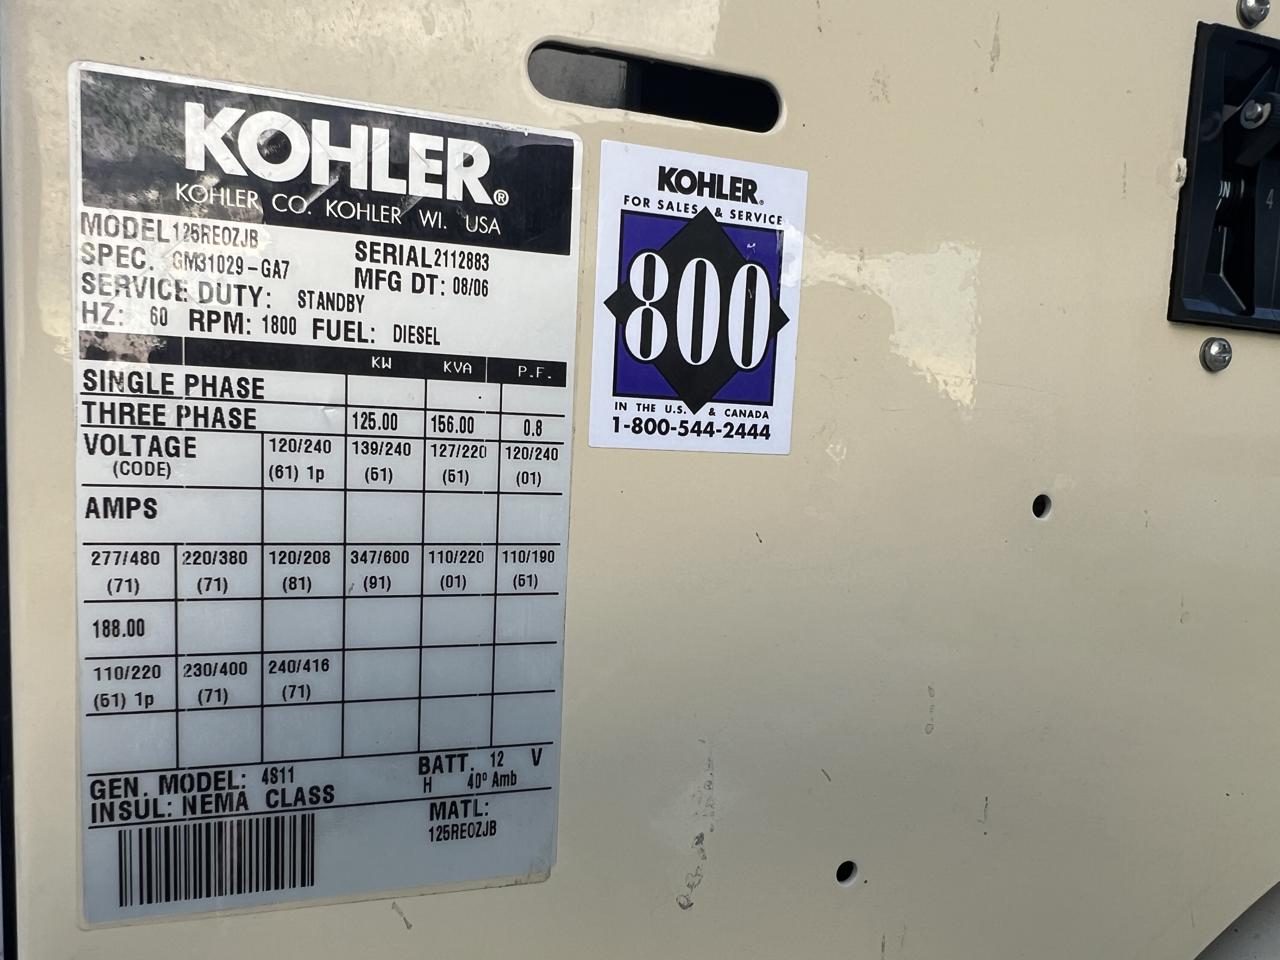 KOHLER®
KOHLER CO. KOHLER WI. USA
MODEL 125REOZJB
SPEC. GM31029-GA7
SERIAL 2112883
MFG DT: 08/06
SERVICE DUTY: STANDBY
HZ: 60 RPM: 1800 FUEL: DIESEL
KW KVA P.F.
SINGLE PHASE
THREE PHASE 125.00 156.00 0.8
VOLTAGE 120/240 139/240 127/220 120/240
(CODE) (61) 1p (51) (51) (01)
AMPS
277/480 220/380 120/208 347/600 110/220 110/190
(71) (71) (81) (91) (01) (51)
188.00
110/220 230/400 240/416
(51) 1p (71) (71)
GEN. MODEL: 4S11 BATT. 12 V
INSUL: NEMA CLASS H 40° Amb
MATL:
125REOZJB
KOHLER®
FOR SALES & SERVICE
800
IN THE U.S. & CANADA
1-800-544-2444
ON
4